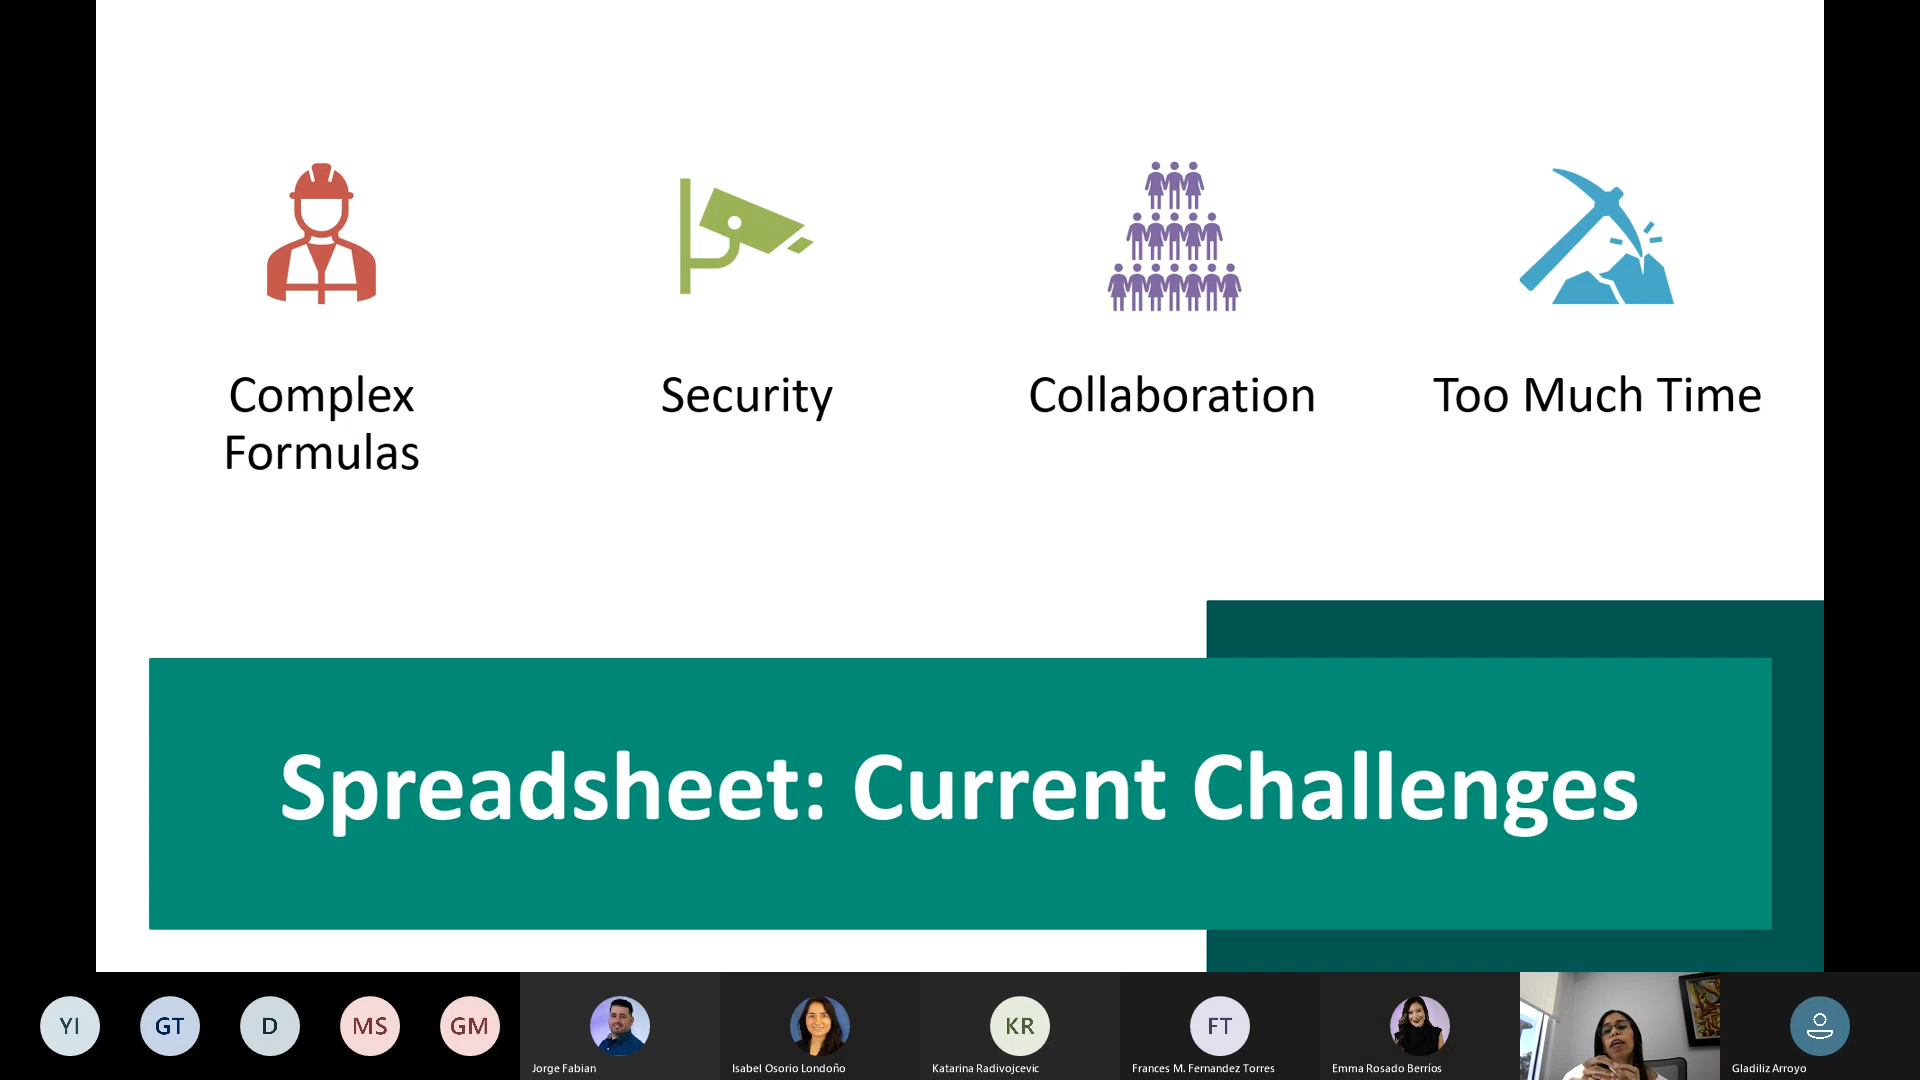 Complex
Formulas
Security
Collaboration
Too Much Time
Spreadsheet: Current Challenges
YI
GT
D
MS
GM
Jorge Fabian
Isabel Osorio Londoño
KR
Katarina Radivojcevic
FT
Frances M. Fernandez Torres
Emma Rosado Berríos
Gladiliz Arroyo